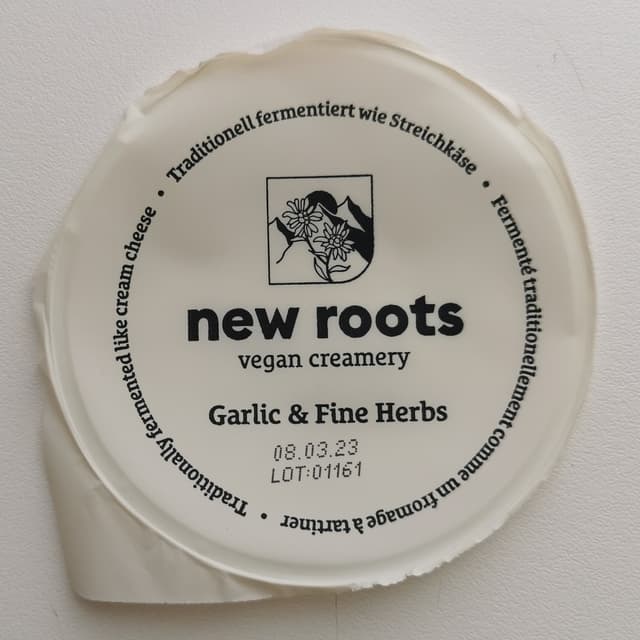 Traditionell fermentiert wie Streichkäse •
Fermenté traditionellement comme un fromage à tartiner •
Traditionally fermented like cream cheese •
new roots
vegan creamery
Garlic & Fine Herbs
08.03.23
LOT:01161